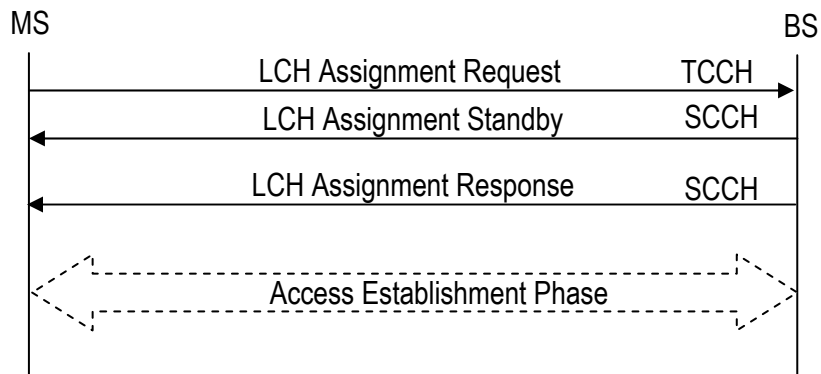 MS BS
LCH Assignment Request TCCH
LCH Assignment Standby SCCH
LCH Assignment Response SCCH
Access Establishment Phase